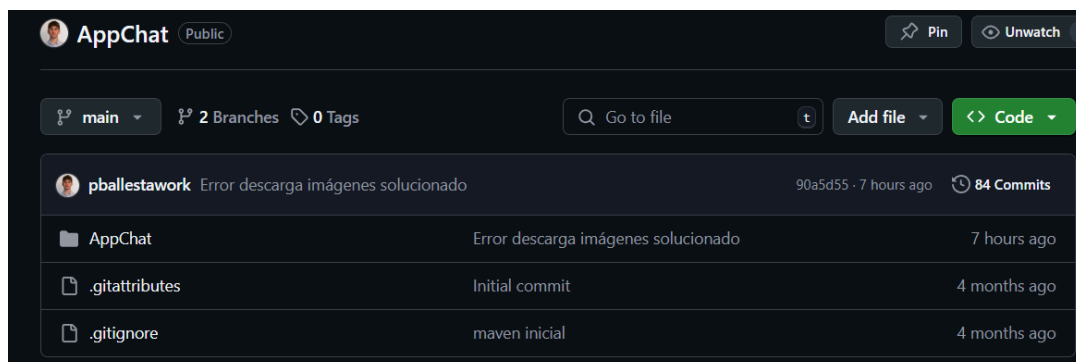 AppChat Public Pin Unwatch
main 2 Branches 0 Tags Go to file t Add file Code
pballestawork Error descarga imágenes solucionado 90a5d55 · 7 hours ago 84 Commits
AppChat Error descarga imágenes solucionado 7 hours ago
.gitattributes Initial commit 4 months ago
.gitignore maven inicial 4 months ago